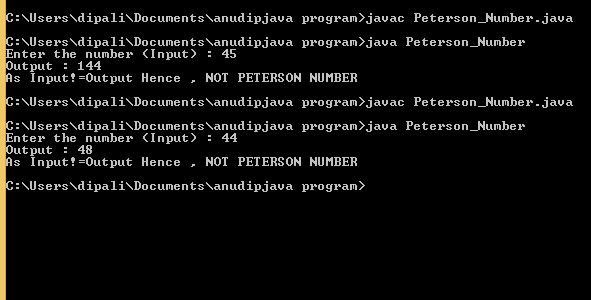 C:\Users\dipali\Documents\anudipjava program>javac Peterson_Number.java
C:\Users\dipali\Documents\anudipjava program>java Peterson_Number
Enter the number (Input) : 45
Output : 144
As Input!=Output Hence , NOT PETERSON NUMBER
C:\Users\dipali\Documents\anudipjava program>javac Peterson_Number.java
C:\Users\dipali\Documents\anudipjava program>java Peterson_Number
Enter the number (Input) : 44
Output : 48
As Input!=Output Hence , NOT PETERSON NUMBER
C:\Users\dipali\Documents\anudipjava program>